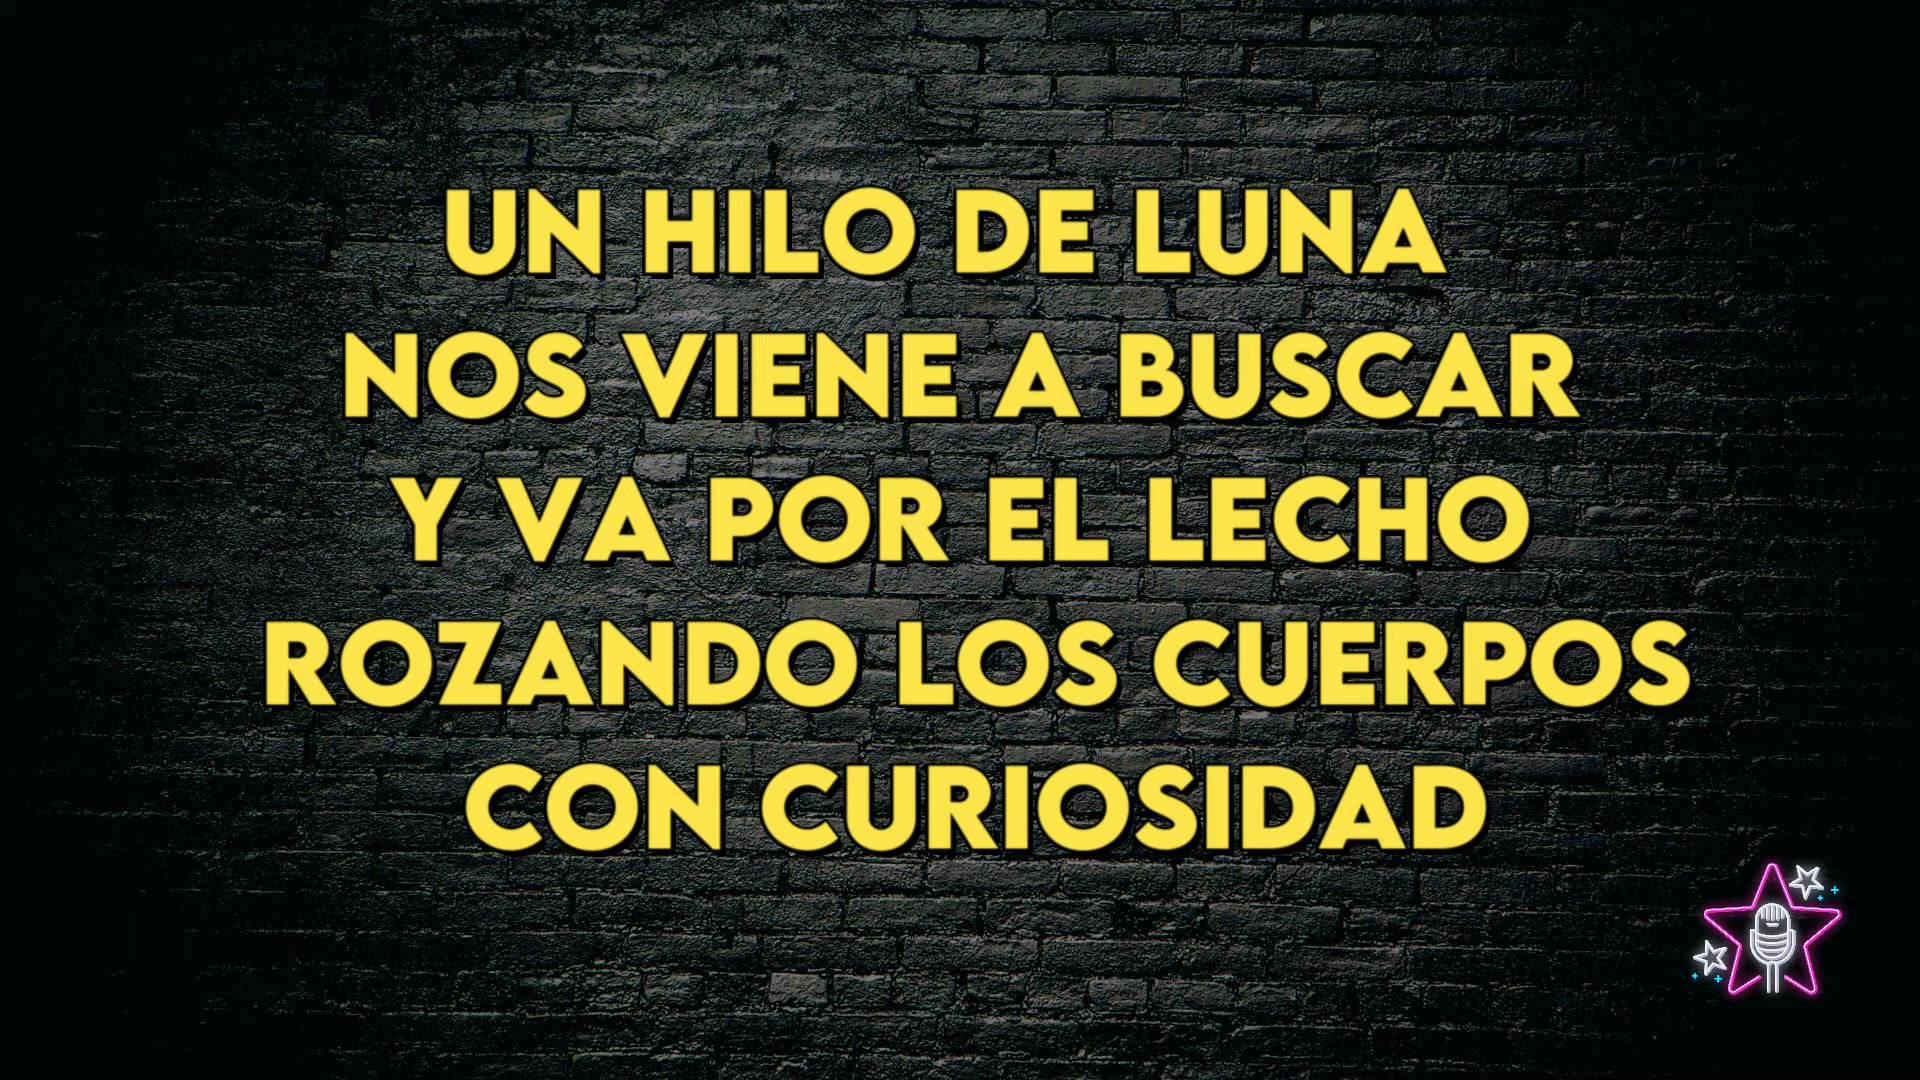 UN HILO DE LUNA
NOS VIENE A BUSCAR
Y VA POR EL LECHO
ROZANDO LOS CUERPOS
CON CURIOSIDAD